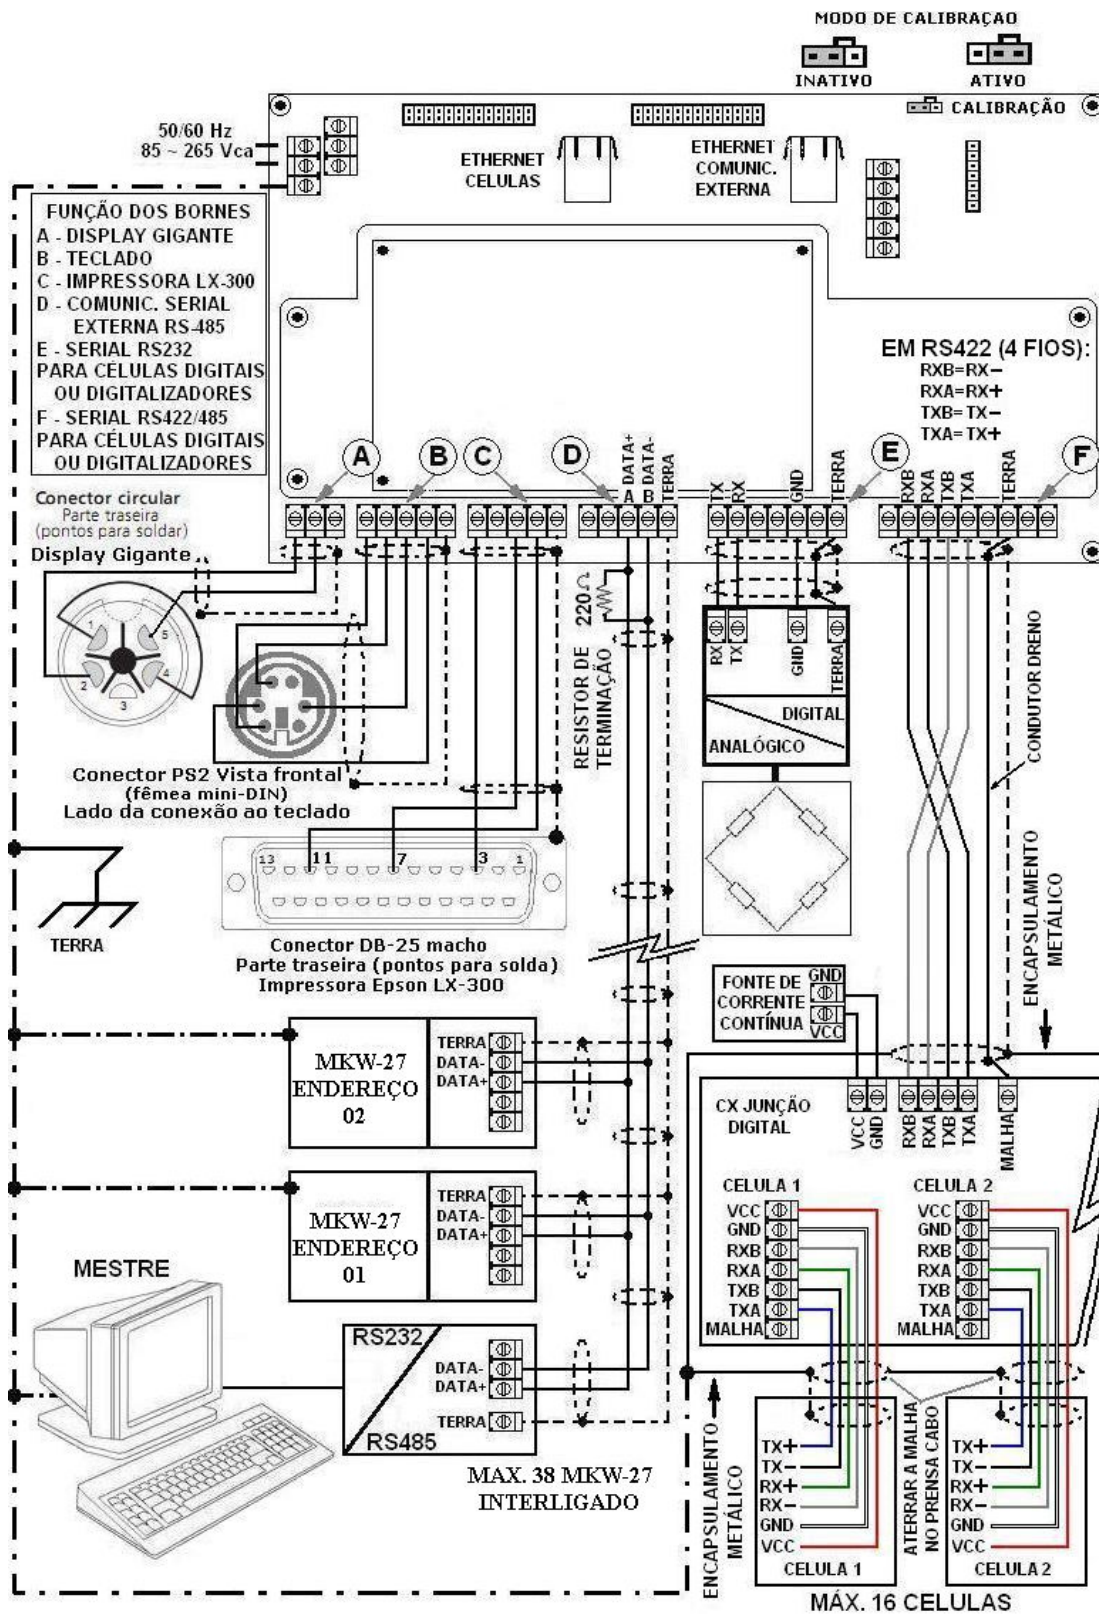 MODO DE CALIBRAÇAO
INATIVO
ATIVO
CALIBRAÇÃO
50/60 Hz
85 ~ 265 Vca
ETHERNET
CELULAS
ETHERNET
COMUNIC.
EXTERNA
FUNÇÃO DOS BORNES
A - DISPLAY GIGANTE
B - TECLADO
C - IMPRESSORA LX-300
D - COMUNIC. SERIAL
EXTERNA RS-485
E - SERIAL RS232
PARA CÉLULAS DIGITAIS
OU DIGITALIZADORES
F - SERIAL RS422/485
PARA CÉLULAS DIGITAIS
OU DIGITALIZADORES
EM RS422 (4 FIOS):
RXB=RX-
RXA=RX+
TXB=TX-
TXA=TX+
A
B
C
D
E
F
A DATA+
B DATA-
TERRA
TX
RX
GND
TERRA
RXB
RXA
TXB
TXA
TERRA
Conector circular
Parte traseira
(pontos para soldar)
Display Gigante
1
5
2
4
3
220Ω
RESISTOR DE
TERMINAÇÃO
RX
TX
GND
TERRA
DIGITAL
ANALÓGICO
CONDUTOR DRENO
Conector PS2 Vista frontal
(fêmea mini-DIN)
Lado da conexão ao teclado
13
11
7
3
1
TERRA
Conector DB-25 macho
Parte traseira (pontos para solda)
Impressora Epson LX-300
ENCAPSULAMENTO
METÁLICO
FONTE DE
CORRENTE
CONTÍNUA
GND
VCC
MKW-27
ENDEREÇO
02
TERRA
DATA-
DATA+
CX JUNÇÃO
DIGITAL
VCC
GND
RXB
RXA
TXB
TXA
MALHA
MKW-27
ENDEREÇO
01
TERRA
DATA-
DATA+
CELULA 1
VCC
GND
RXB
RXA
TXB
TXA
MALHA
CELULA 2
VCC
GND
RXB
RXA
TXB
TXA
MALHA
MESTRE
RS232
RS485
DATA-
DATA+
TERRA
MAX. 38 MKW-27
INTERLIGADO
ENCAPSULAMENTO
METÁLICO
ATERRAR A MALHA
NO PRENSA CABO
TX+
TX-
RX+
RX-
GND
VCC
CELULA 1
TX+
TX-
RX+
RX-
GND
VCC
CELULA 2
MÁX. 16 CELULAS